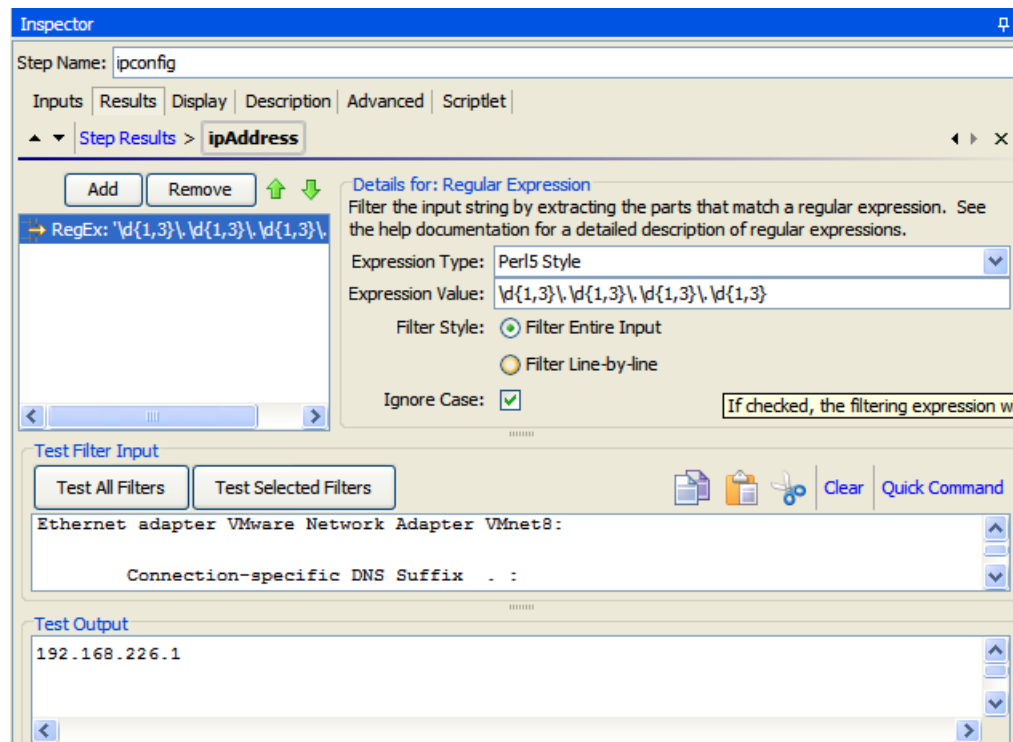 Inspector
Step Name: ipconfig
Inputs Results Display Description Advanced Scriptlet
Step Results > ipAddress
Add Remove
Details for: Regular Expression
Filter the input string by extracting the parts that match a regular expression. See
the help documentation for a detailed description of regular expressions.
RegEx: '\d{1,3}\.\d{1,3}\.\d{1,3}\.
Expression Type: Perl5 Style
Expression Value: \d{1,3}\.\d{1,3}\.\d{1,3}\.\d{1,3}
Filter Style: Filter Entire Input
Filter Line-by-line
Ignore Case:
If checked, the filtering expression w
Test Filter Input
Test All Filters Test Selected Filters Clear Quick Command
Ethernet adapter VMware Network Adapter VMnet8:
Connection-specific DNS Suffix . :
Test Output
192.168.226.1